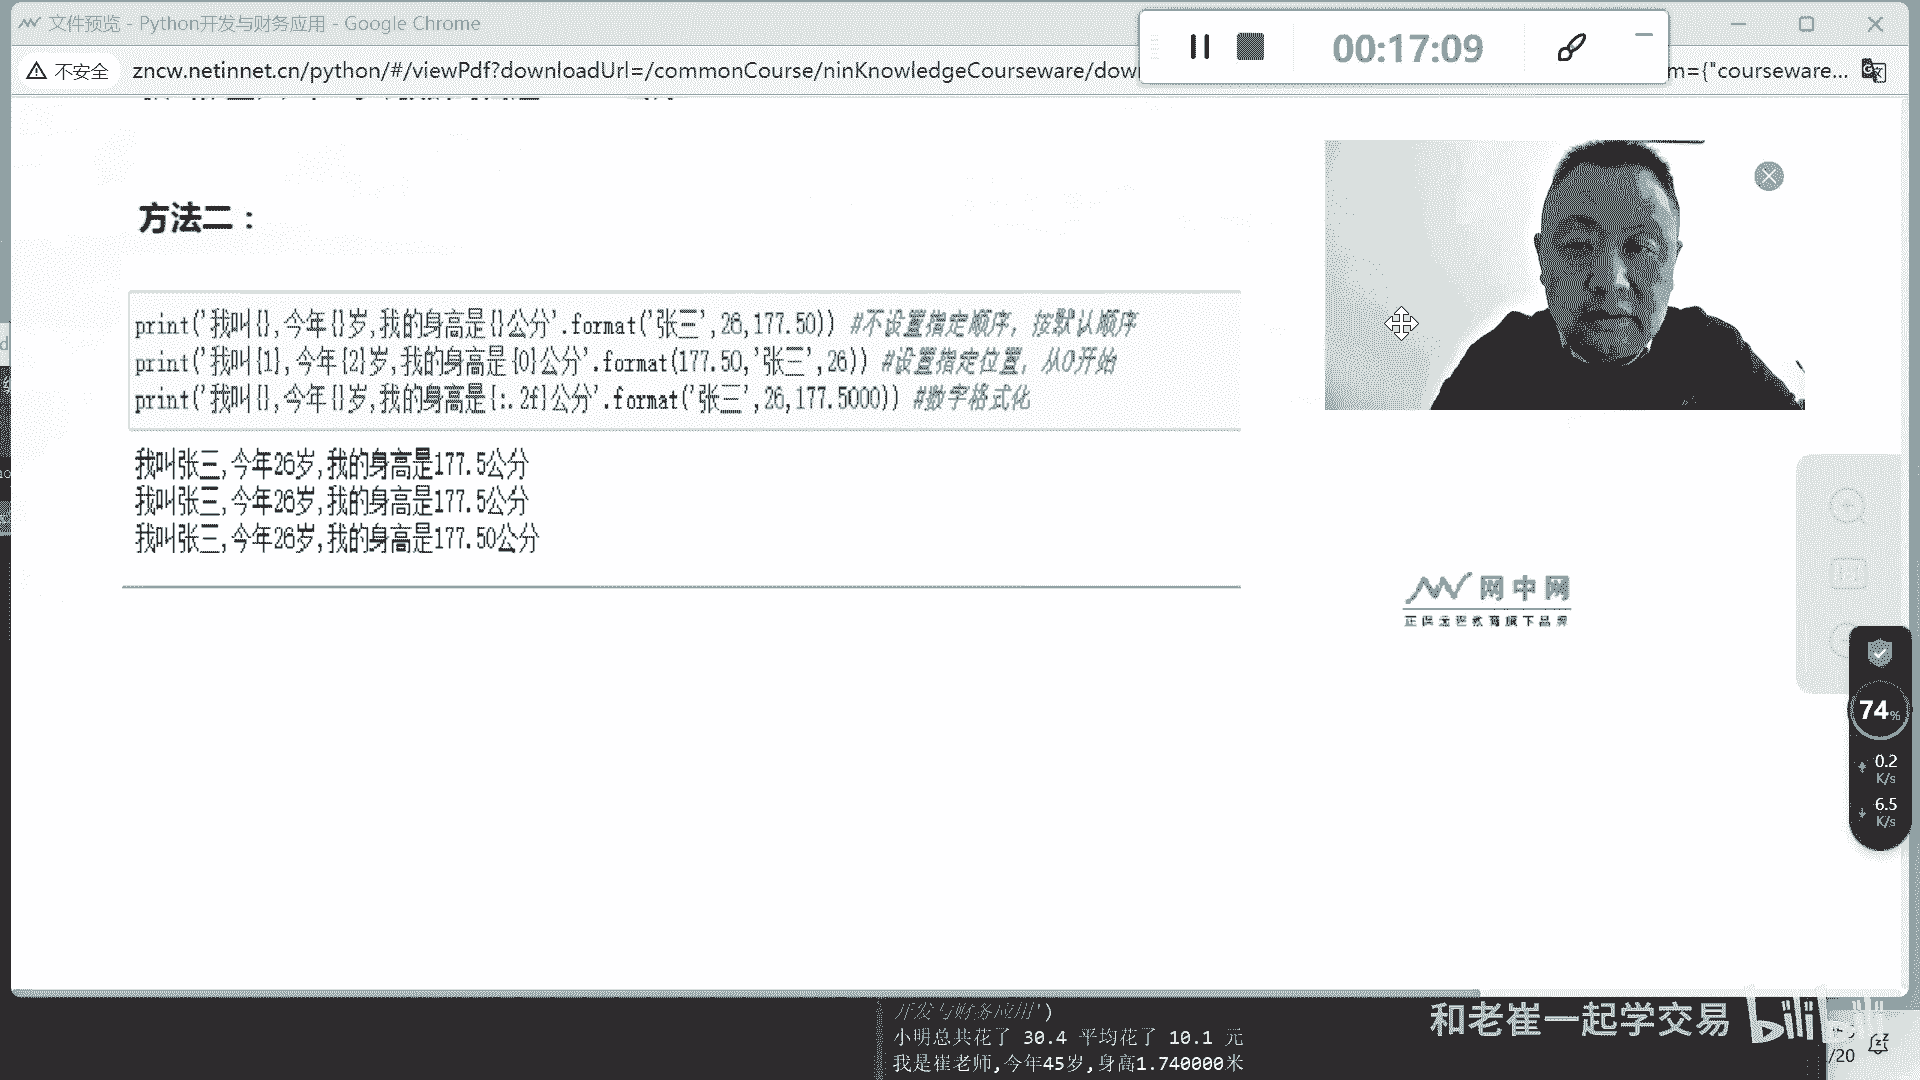 文件预览 - Python开发与财务应用 - Google Chrome
00:17:09
不安全
zncw.netinnet.cn/python/#/viewPdf?downloadUrl=/commonCourse/ninKnowledgeCourseware/dow
m={"courseware...
方法二：
print('我叫{},今年{}岁,我的身高是{}公分'.format('张三',26,177.50)) #不设置指定顺序，按默认顺序
print('我叫{1},今年{2}岁,我的身高是{0}公分'.format(177.50,'张三',26)) #设置指定位置，从0开始
print('我叫{},今年{}岁,我的身高是{:.2f}公分'.format('张三',26,177.5000)) #数字格式化
我叫张三,今年26岁,我的身高是177.5公分
我叫张三,今年26岁,我的身高是177.5公分
我叫张三,今年26岁,我的身高是177.50公分
网中网
正保远程教育旗下品牌
74%
0.2
K/s
6.5
K/s
开发与财务应用')
小明总共花了 30.4 平均花了 10.1 元
我是崔老师,今年45岁,身高1.740000米
和老崔一起学交易
/20